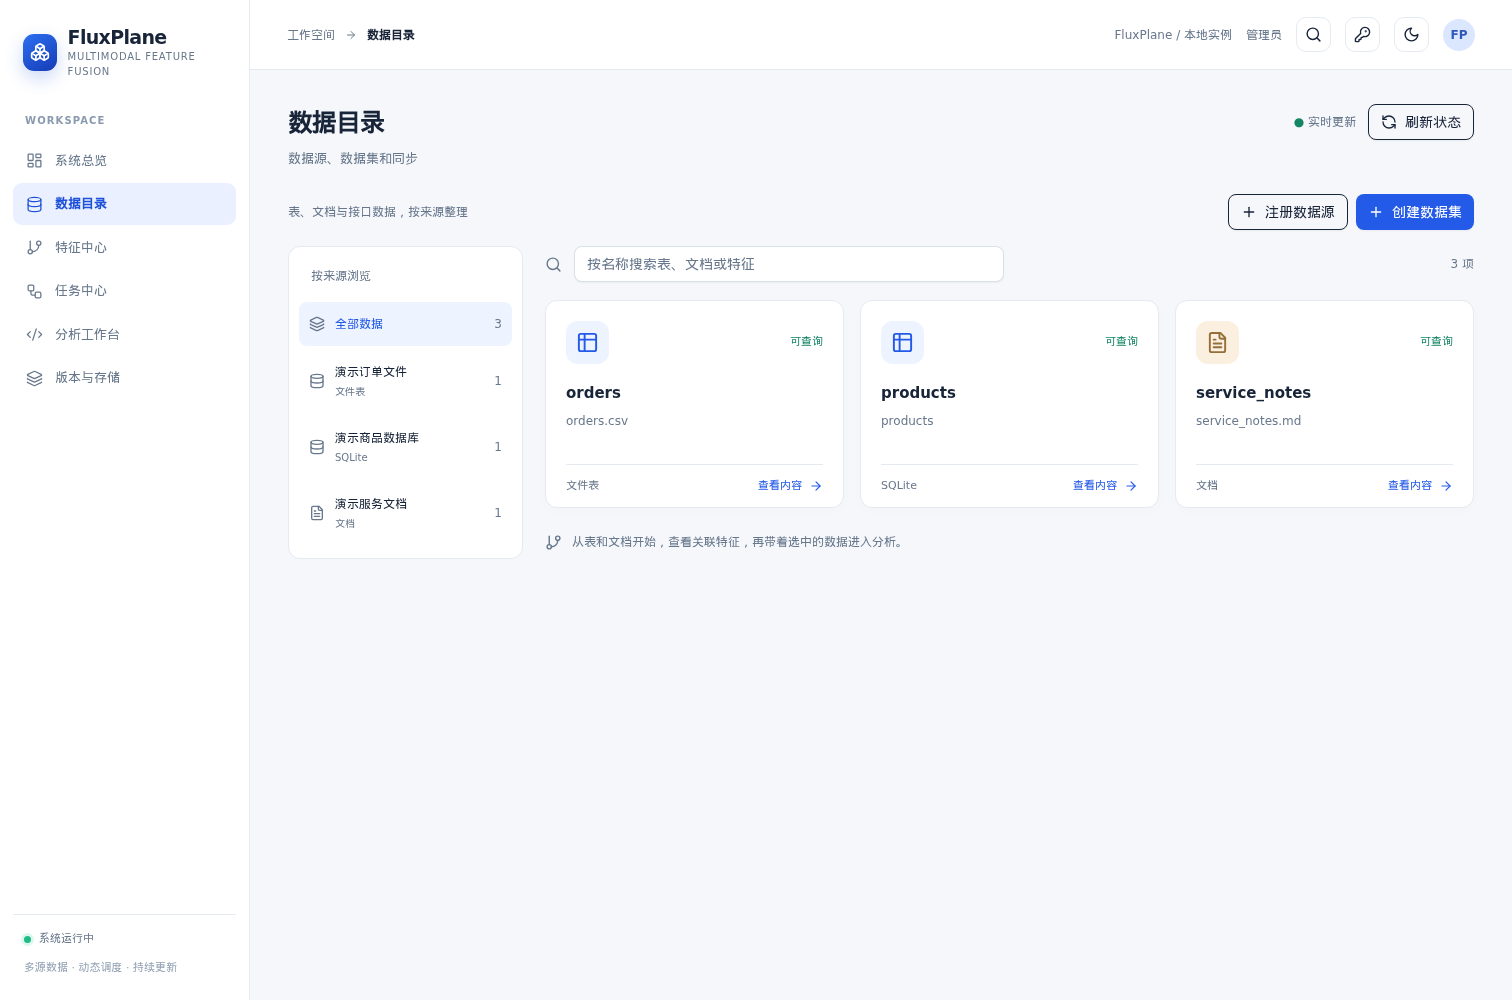 FluxPlane
MULTIMODAL FEATURE
FUSION
WORKSPACE
系统总览
数据目录
特征中心
任务中心
分析工作台
版本与存储
系统运行中
多源数据 · 动态调度 · 持续更新
工作空间 → 数据目录
FluxPlane / 本地实例 管理员 FP
数据目录
实时更新 刷新状态
数据源、数据集和同步
表、文档与接口数据，按来源整理
注册数据源 创建数据集
按来源浏览
全部数据 3
演示订单文件
文件表
1
演示商品数据库
SQLite
1
演示服务文档
文档
1
按名称搜索表、文档或特征
3 项
可查询
orders
orders.csv
文件表 查看内容 →
可查询
products
products
SQLite 查看内容 →
可查询
service_notes
service_notes.md
文档 查看内容 →
从表和文档开始，查看关联特征，再带着选中的数据进入分析。